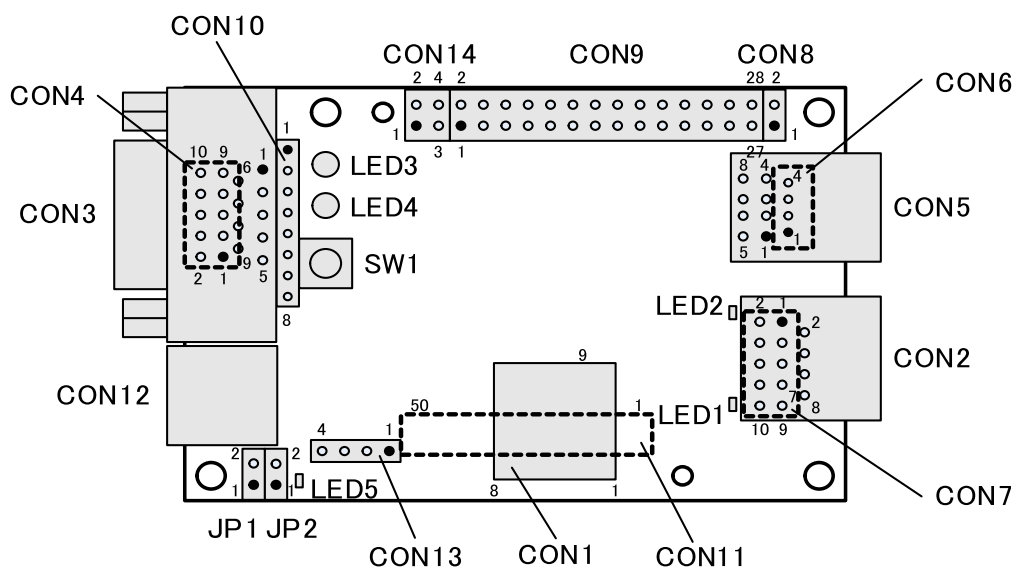 CON10
CON14
CON9
CON8
CON6
CON4
2 4 2 28 2
1 1
3 1
27
1
10 9 6 1
LED3
8 4 4
CON3
LED4
CON5
SW1
2 1 9 5
5 1 1
8
LED2
2 1 2
CON2
9
CON12
50 1
LED1
7 8
10 9
4 1
2 2
1 1
LED5
8 1
CON7
JP1 JP2
CON13
CON1
CON11